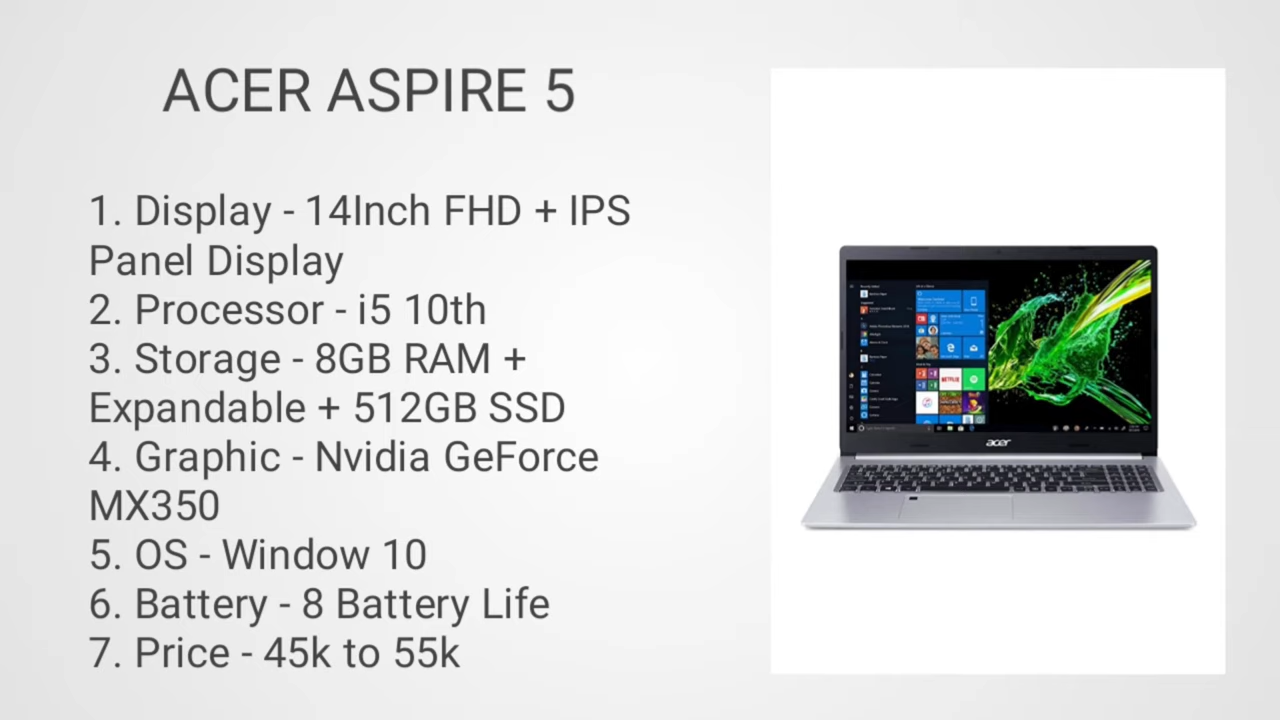 ACER ASPIRE 5
1. Display - 14Inch FHD + IPS
Panel Display
2. Processor - i5 10th
3. Storage - 8GB RAM +
Expandable + 512GB SSD
4. Graphic - Nvidia GeForce
MX350
5. OS - Window 10
6. Battery - 8 Battery Life
7. Price - 45k to 55k
NETFLIX
acer